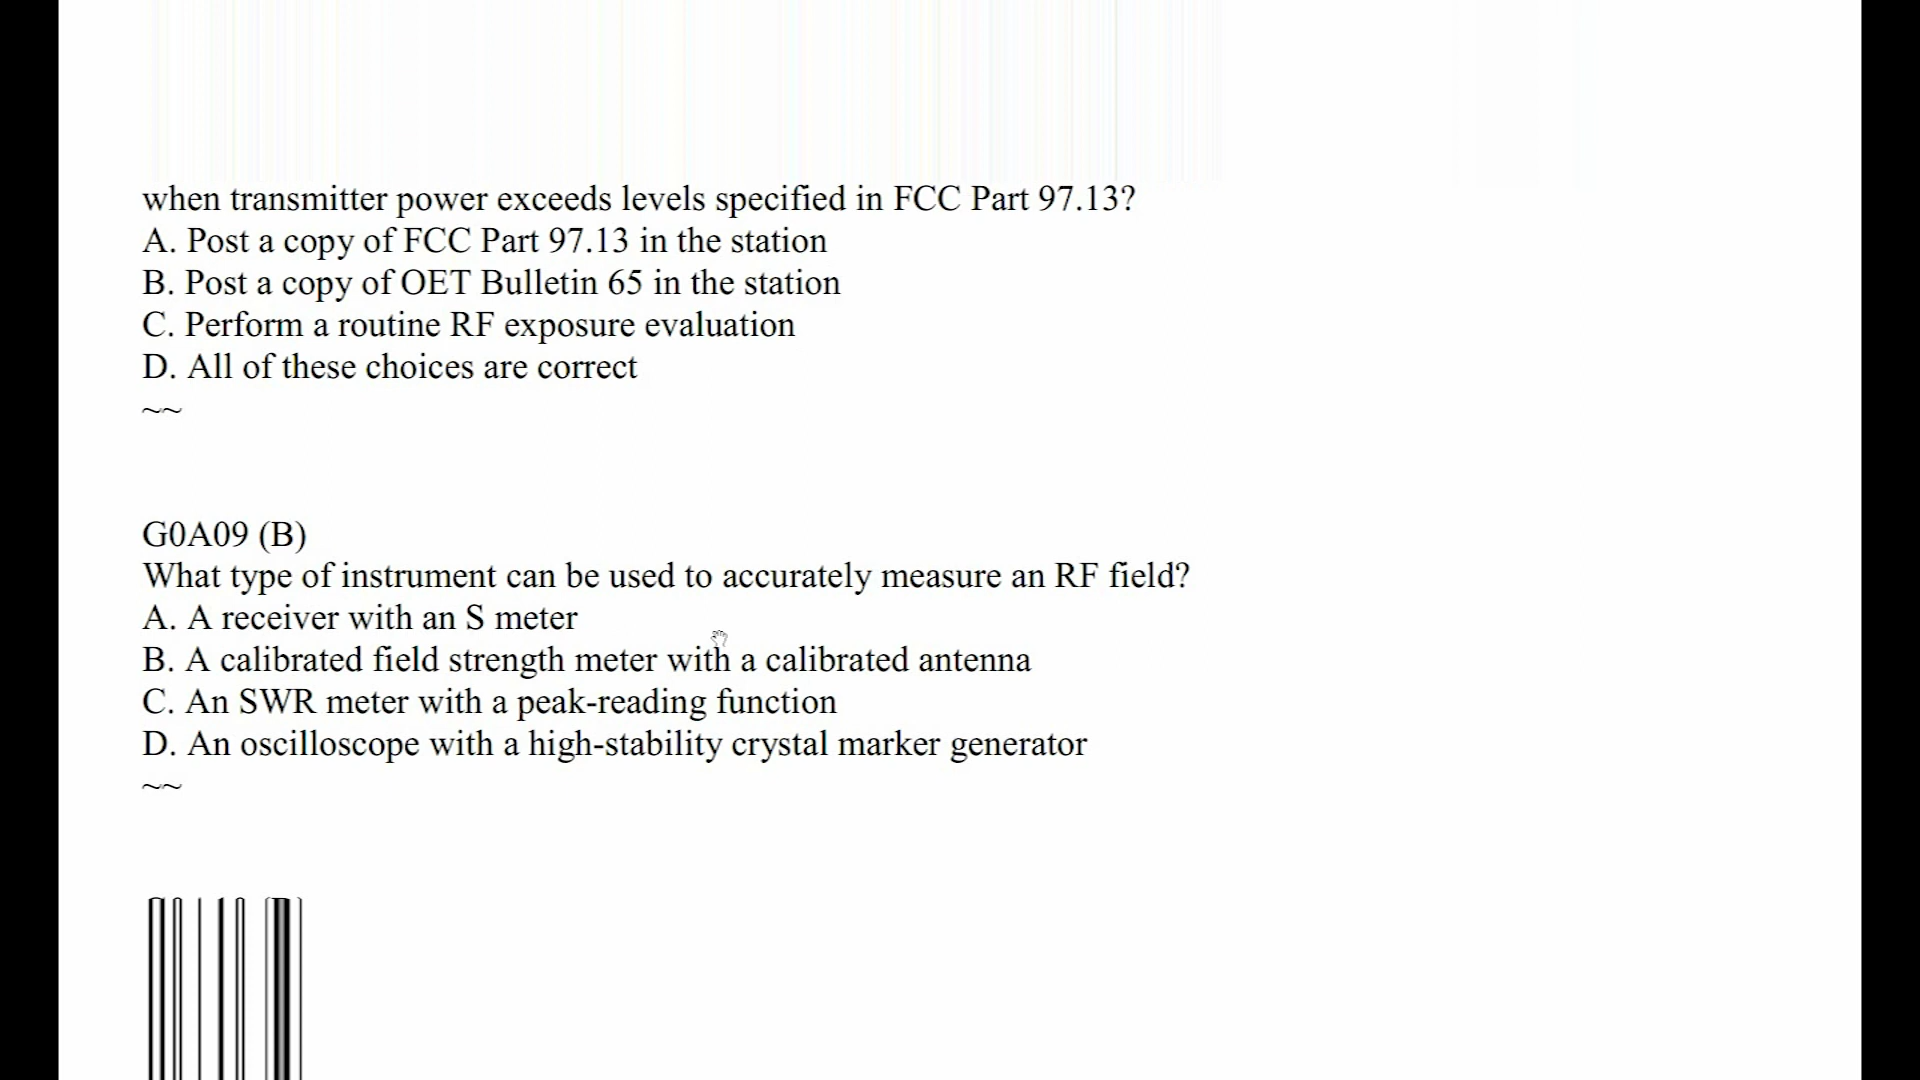 when transmitter power exceeds levels specified in FCC Part 97.13?
A. Post a copy of FCC Part 97.13 in the station
B. Post a copy of OET Bulletin 65 in the station
C. Perform a routine RF exposure evaluation
D. All of these choices are correct
~~
G0A09 (B)
What type of instrument can be used to accurately measure an RF field?
A. A receiver with an S meter
B. A calibrated field strength meter with a calibrated antenna
C. An SWR meter with a peak-reading function
D. An oscilloscope with a high-stability crystal marker generator
~~